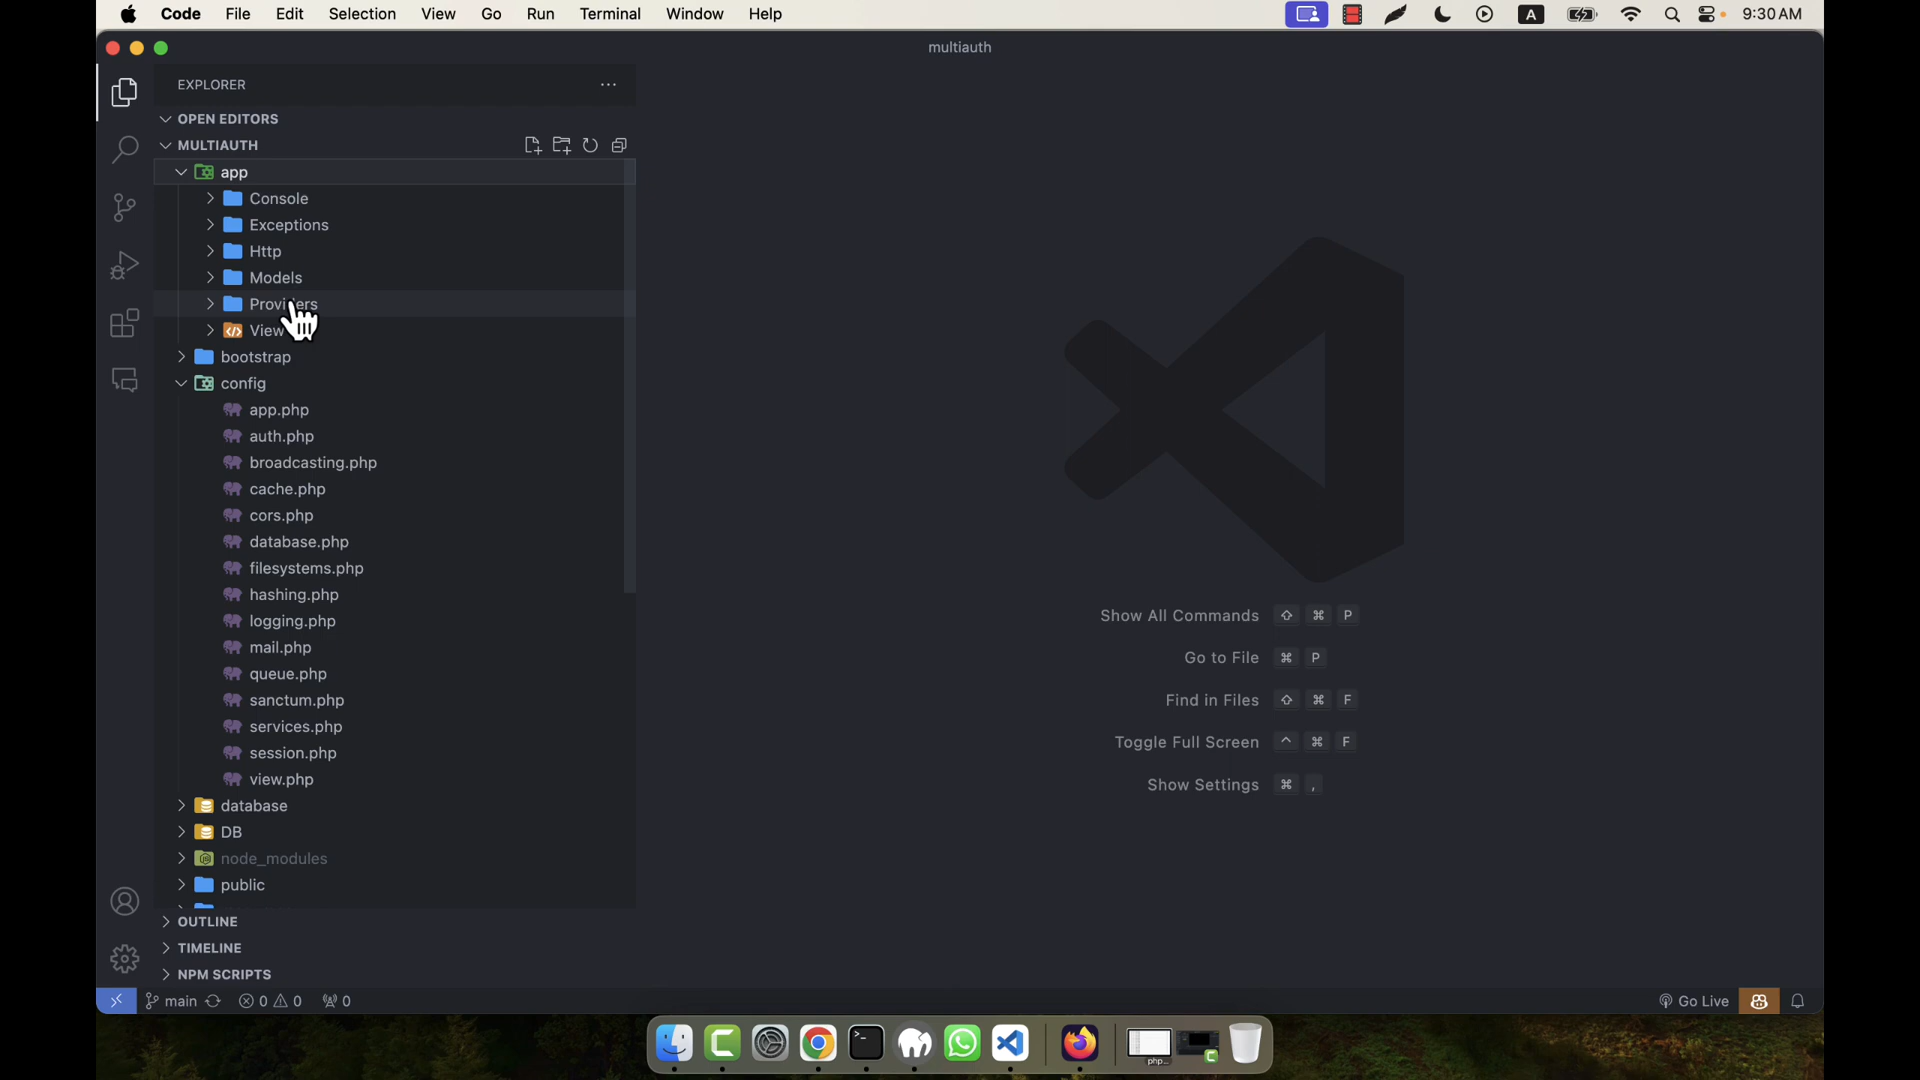 Code File Edit Selection View Go Run Terminal Window Help A 9:30 AM
multiauth
EXPLORER
OPEN EDITORS
MULTIAUTH
app
Console
Exceptions
Http
Models
Providers
View
bootstrap
config
app.php
auth.php
broadcasting.php
cache.php
cors.php
database.php
filesystems.php
hashing.php
logging.php
mail.php
queue.php
sanctum.php
services.php
session.php
view.php
database
DB
node_modules
public
OUTLINE
TIMELINE
NPM SCRIPTS
Show All Commands ⇧ ⌘ P
Go to File ⌘ P
Find in Files ⇧ ⌘ F
Toggle Full Screen ^ ⌘ F
Show Settings ⌘ ,
main 0 0 0 Go Live
php...